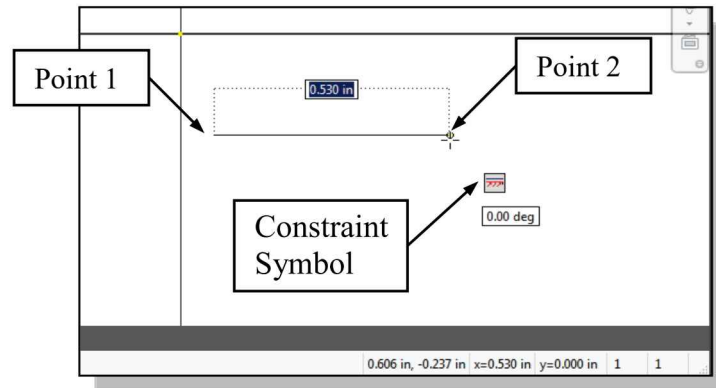 Point 1
0.530 in
Point 2
Constraint
Symbol
0.00 deg
0.606 in, -0.237 in x=0.530 in y=0.000 in 1 1